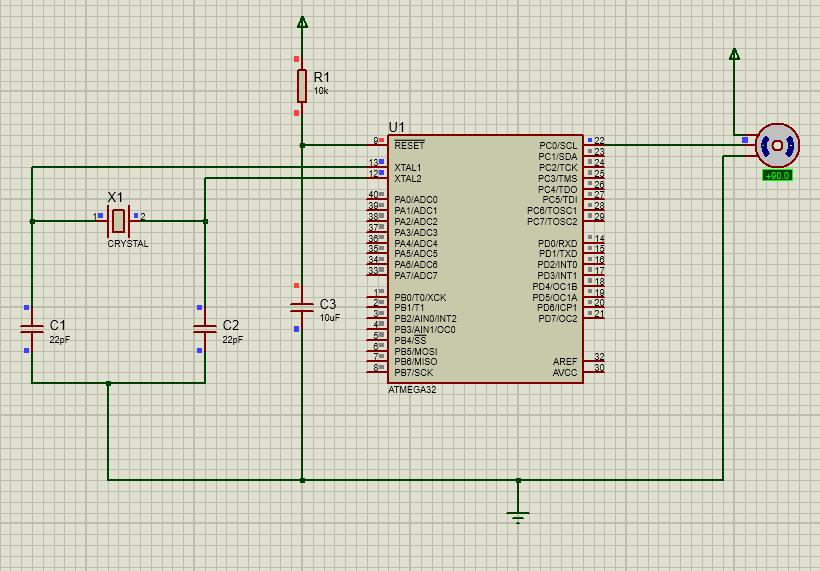 R1
10k
U1
9
RESET
PC0/SCL
22
PC1/SDA
23
13
XTAL1
PC2/TCK
24
12
XTAL2
PC3/TMS
25
PC4/TDO
26
40
PA0/ADC0
PC5/TDI
27
39
PA1/ADC1
PC6/TOSC1
28
38
PA2/ADC2
PC7/TOSC2
29
37
PA3/ADC3
36
PA4/ADC4
PD0/RXD
14
35
PA5/ADC5
PD1/TXD
15
34
PA6/ADC6
PD2/INT0
16
33
PA7/ADC7
PD3/INT1
17
PD4/OC1B
18
1
PB0/T0/XCK
PD5/OC1A
19
2
PB1/T1
PD6/ICP1
20
3
PB2/AIN0/INT2
PD7/OC2
21
4
PB3/AIN1/OC0
5
PB4/SS
6
PB5/MOSI
7
PB6/MISO
AREF
32
8
PB7/SCK
AVCC
30
ATMEGA32
+90.0
X1
1
2
CRYSTAL
C1
22pF
C2
22pF
C3
10uF